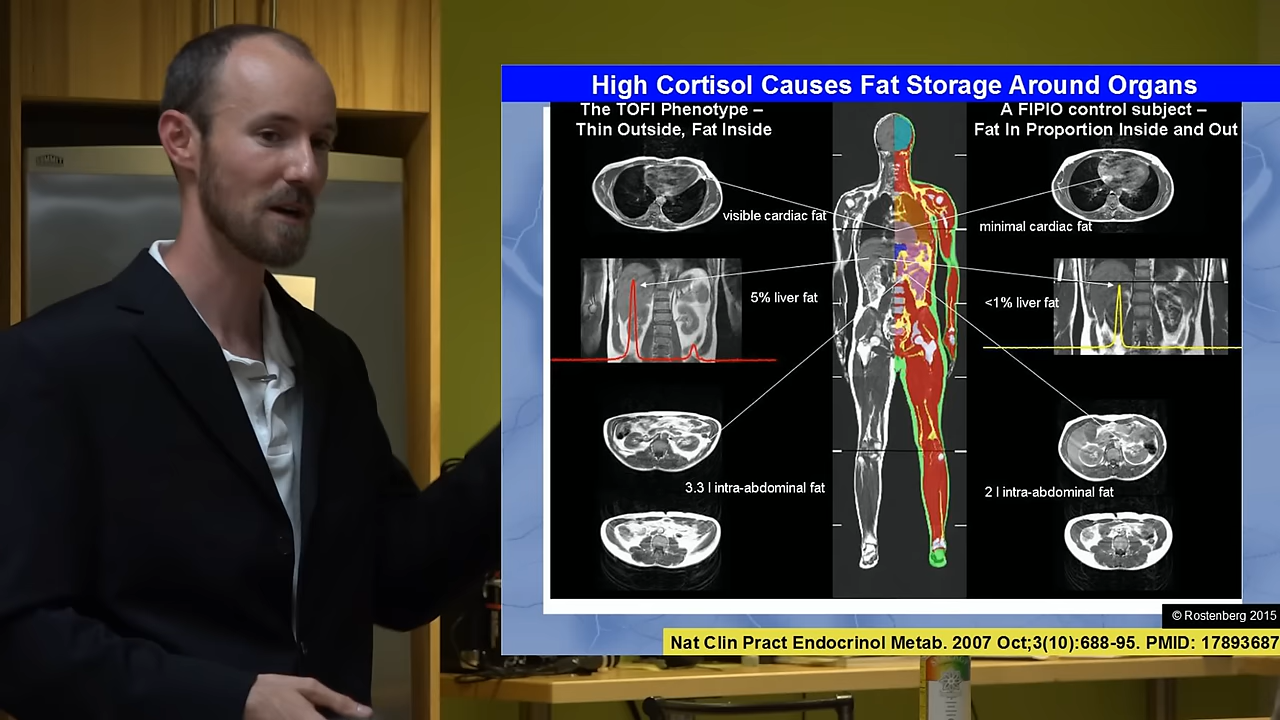 SUMMIT
High Cortisol Causes Fat Storage Around Organs
The TOFI Phenotype –
Thin Outside, Fat Inside
A FIPIO control subject –
Fat In Proportion Inside and Out
visible cardiac fat
minimal cardiac fat
5% liver fat
<1% liver fat
3.3 l intra-abdominal fat
2 l intra-abdominal fat
© Rostenberg 2015
Nat Clin Pract Endocrinol Metab. 2007 Oct;3(10):688-95. PMID: 17893687